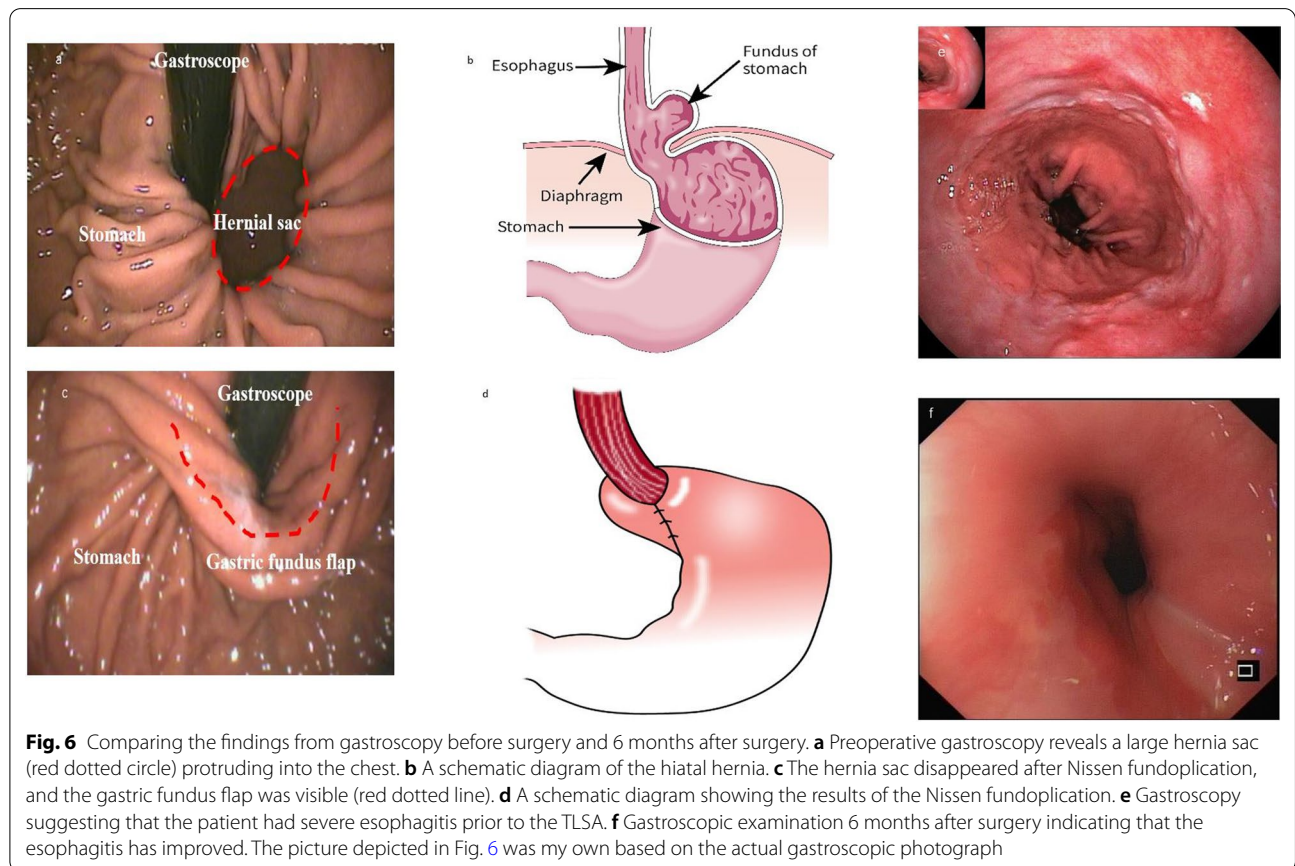 a
Gastroscope
Stomach
Hernial sac
b
Esophagus
Fundus of
stomach
Diaphragm
Stomach
e
c
Gastroscope
Stomach
Gastric fundus flap
d
f
Fig. 6 Comparing the findings from gastroscopy before surgery and 6 months after surgery. a Preoperative gastroscopy reveals a large hernia sac
(red dotted circle) protruding into the chest. b A schematic diagram of the hiatal hernia. c The hernia sac disappeared after Nissen fundoplication,
and the gastric fundus flap was visible (red dotted line). d A schematic diagram showing the results of the Nissen fundoplication. e Gastroscopy
suggesting that the patient had severe esophagitis prior to the TLSA. f Gastroscopic examination 6 months after surgery indicating that the
esophagitis has improved. The picture depicted in Fig. 6 was my own based on the actual gastroscopic photograph